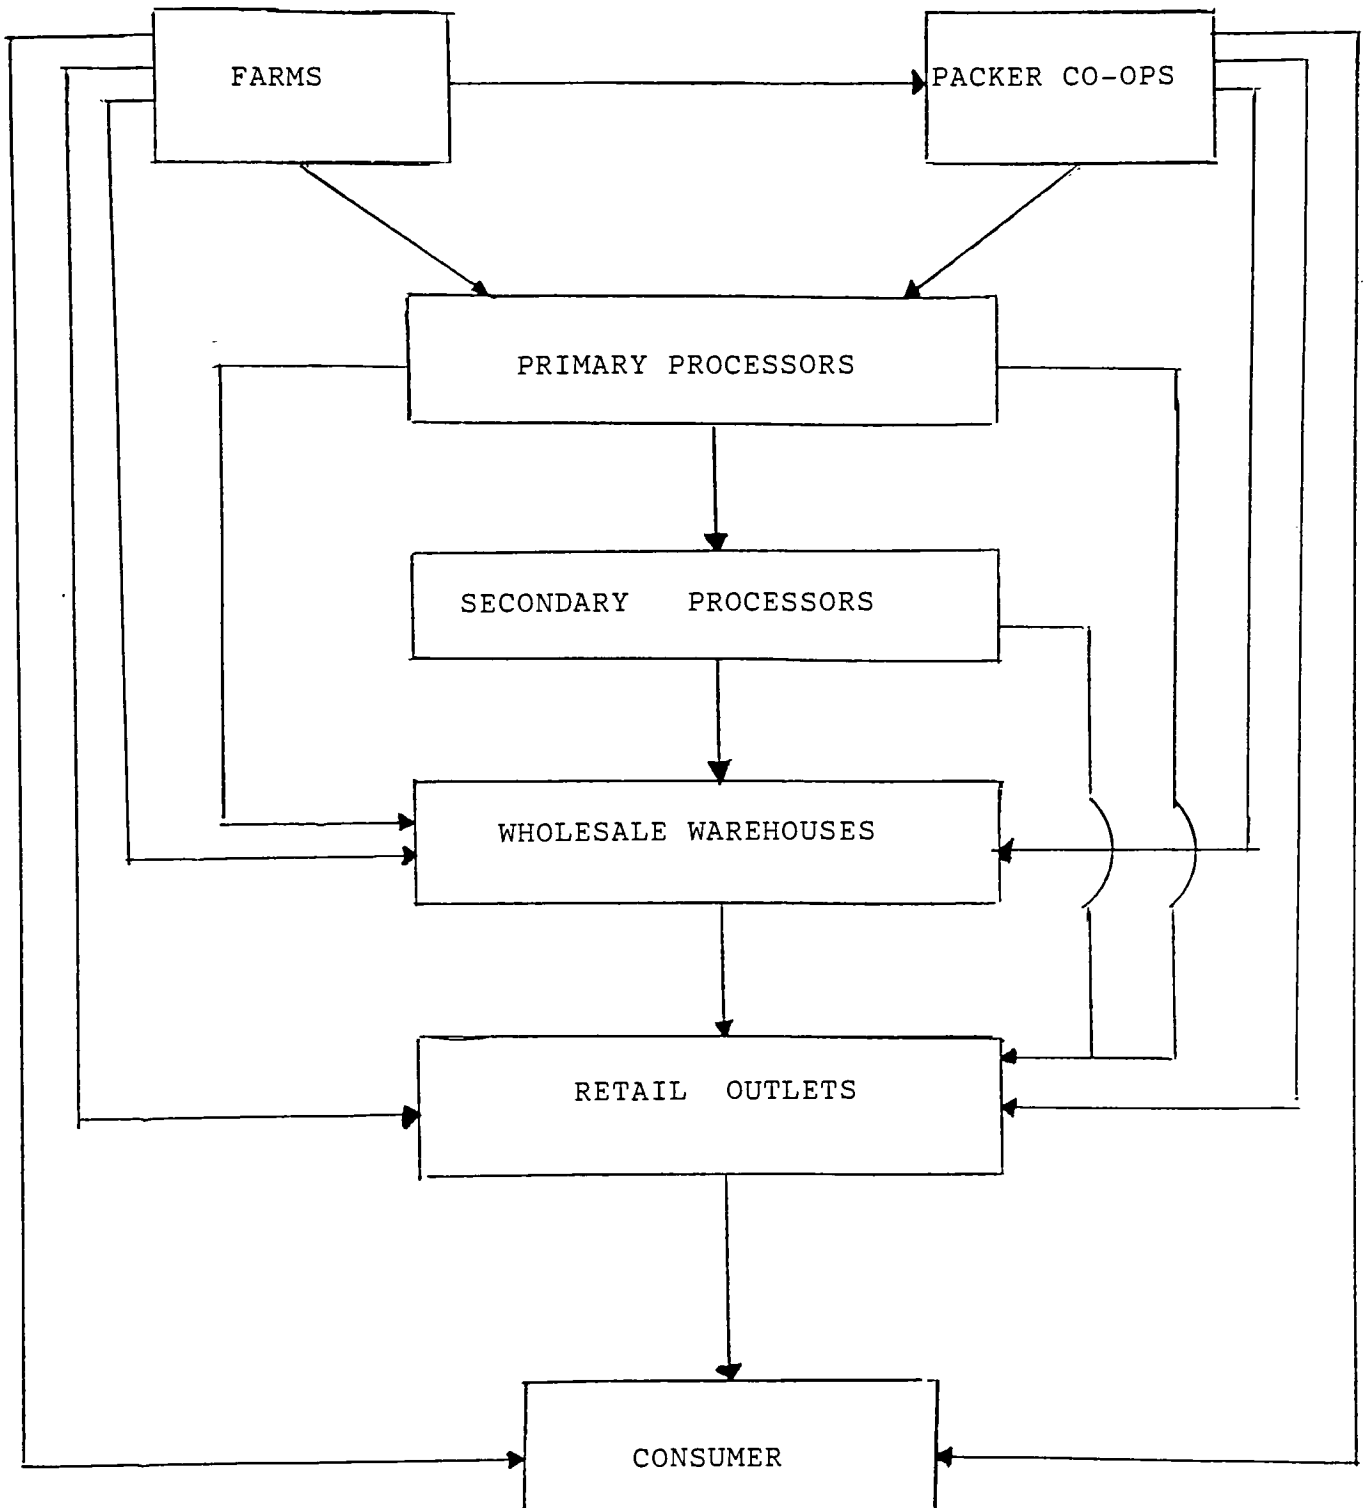 FARMS
PACKER CO-OPS
PRIMARY PROCESSORS
SECONDARY PROCESSORS
WHOLESALE WAREHOUSES
RETAIL OUTLETS
CONSUMER